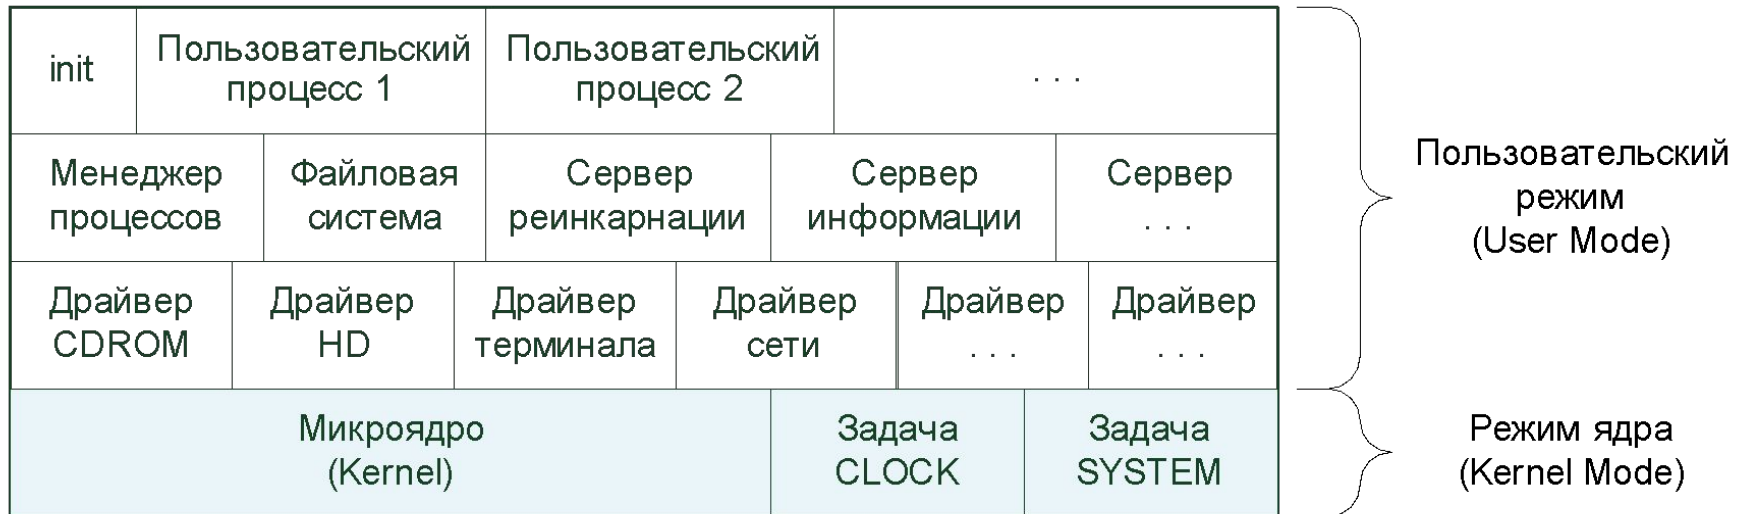 init
Пользовательский
процесс 1
Пользовательский
процесс 2
. . .
Менеджер
процессов
Файловая
система
Сервер
реинкарнации
Сервер
информации
Сервер
. . .
Драйвер
CDROM
Драйвер
HD
Драйвер
терминала
Драйвер
сети
Драйвер
. . .
Драйвер
. . .
Микроядро
(Kernel)
Задача
CLOCK
Задача
SYSTEM
Пользовательский
режим
(User Mode)
Режим ядра
(Kernel Mode)